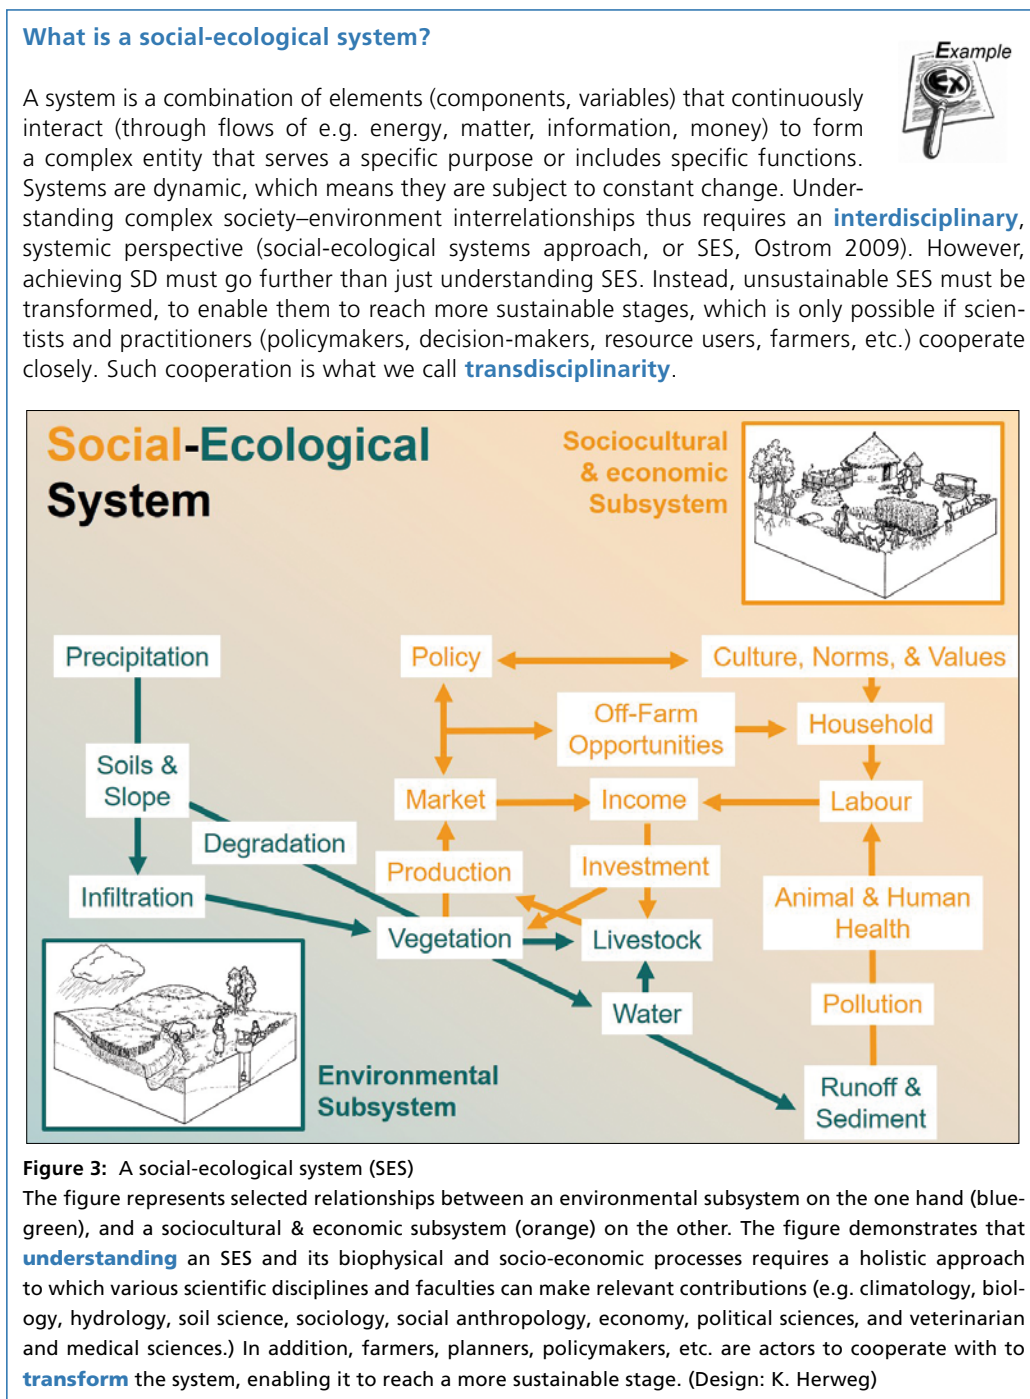 What is a social-ecological system?
Example
Ex
A system is a combination of elements (components, variables) that continuously
interact (through flows of e.g. energy, matter, information, money) to form
a complex entity that serves a specific purpose or includes specific functions.
Systems are dynamic, which means they are subject to constant change. Under-
standing complex society–environment interrelationships thus requires an interdisciplinary,
systemic perspective (social-ecological systems approach, or SES, Ostrom 2009). However,
achieving SD must go further than just understanding SES. Instead, unsustainable SES must be
transformed, to enable them to reach more sustainable stages, which is only possible if scien-
tists and practitioners (policymakers, decision-makers, resource users, farmers, etc.) cooperate
closely. Such cooperation is what we call transdisciplinarity.
Social-Ecological
System
Sociocultural
& economic
Subsystem
Precipitation
Policy
Culture, Norms, & Values
Off-Farm
Opportunities
Household
Soils &
Slope
Market
Income
Labour
Degradation
Production
Investment
Infiltration
Animal & Human
Health
Vegetation
Livestock
Water
Pollution
Environmental
Subsystem
Runoff &
Sediment
Figure 3: A social-ecological system (SES)
The figure represents selected relationships between an environmental subsystem on the one hand (blue-
green), and a sociocultural & economic subsystem (orange) on the other. The figure demonstrates that
understanding an SES and its biophysical and socio-economic processes requires a holistic approach
to which various scientific disciplines and faculties can make relevant contributions (e.g. climatology, biol-
ogy, hydrology, soil science, sociology, social anthropology, economy, political sciences, and veterinarian
and medical sciences.) In addition, farmers, planners, policymakers, etc. are actors to cooperate with to
transform the system, enabling it to reach a more sustainable stage. (Design: K. Herweg)